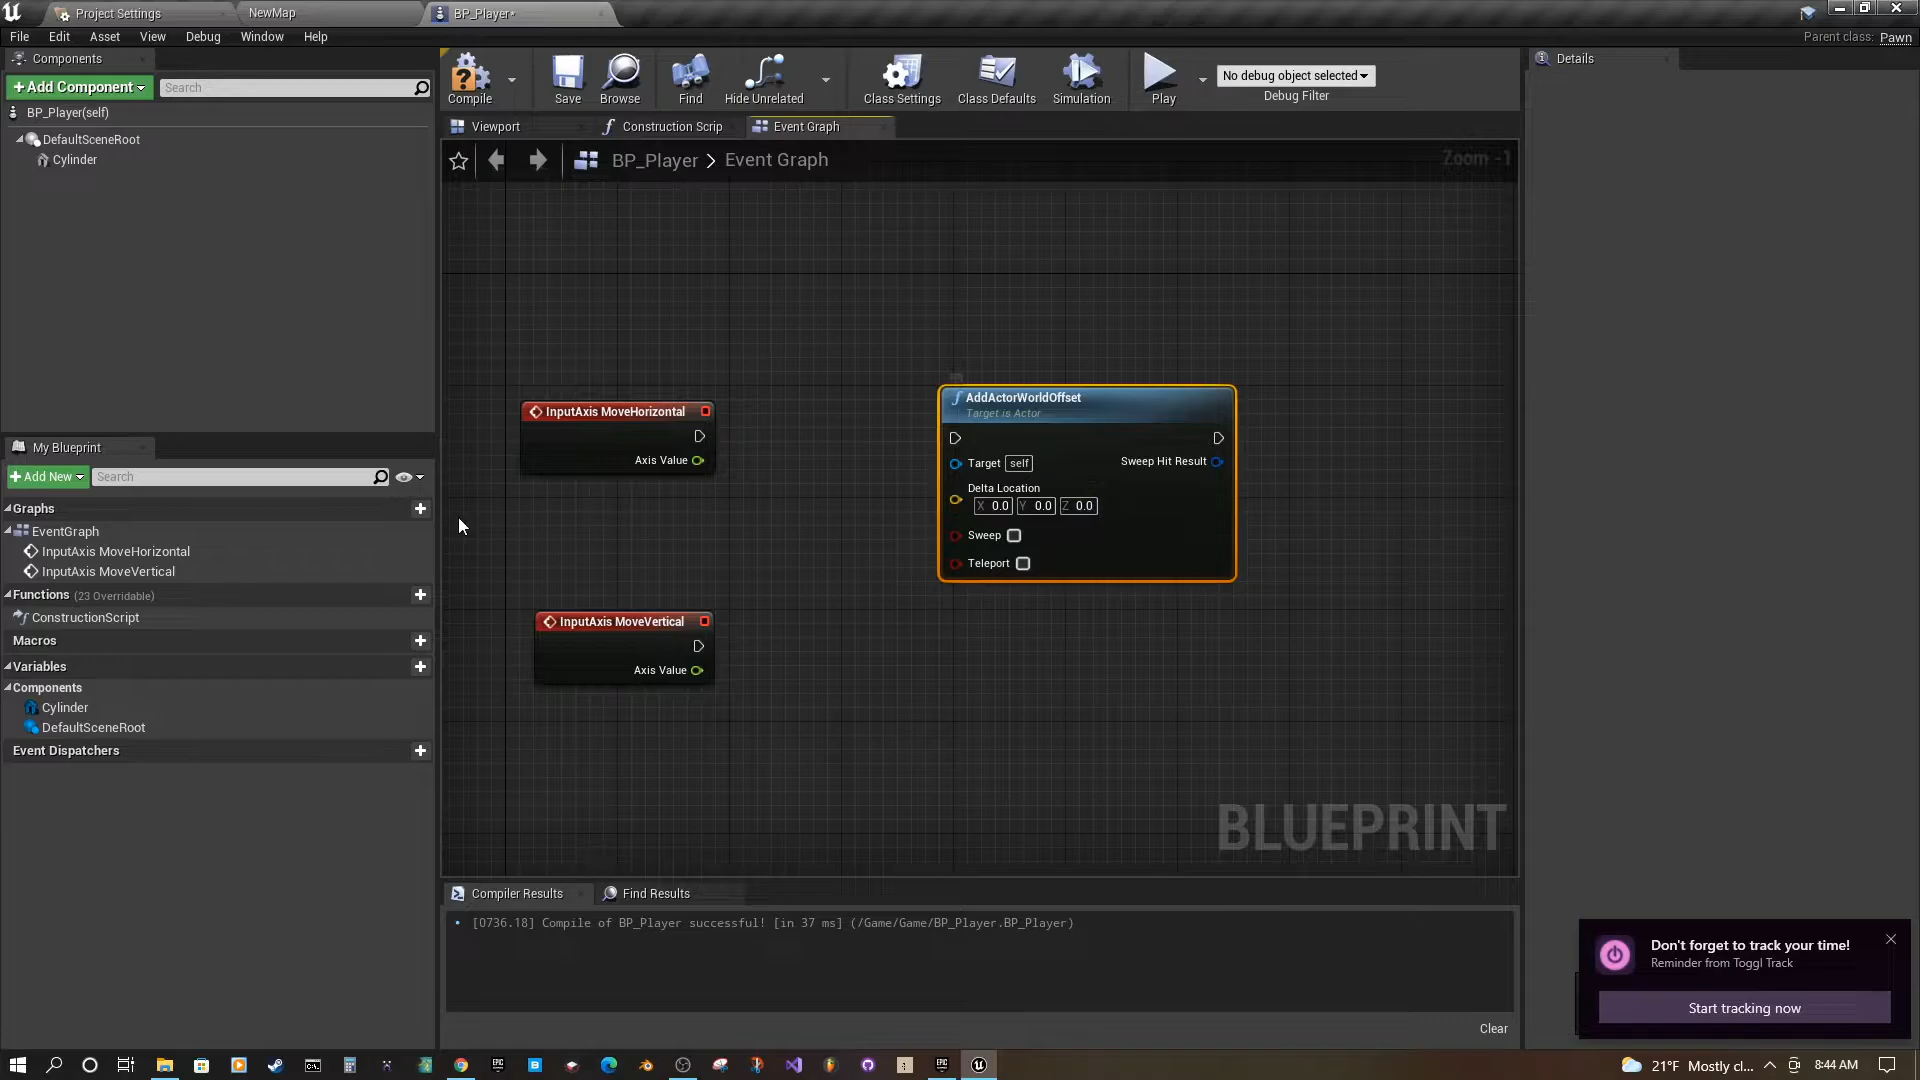 Project Settings
NewMap
BP_Player*
File Edit Asset View Debug Window Help
Parent class: Pawn
Components
+Add Component
Search
BP_Player(self)
DefaultSceneRoot
Cylinder
Compile
Save
Browse
Find
Hide Unrelated
Class Settings
Class Defaults
Simulation
Play
No debug object selected
Debug Filter
Details
Viewport
Construction Scrip
Event Graph
BP_Player > Event Graph
Zoom -1
InputAxis MoveHorizontal
Axis Value
AddActorWorldOffset
Target is Actor
Target self
Sweep Hit Result
Delta Location
X 0.0 Y 0.0 Z 0.0
Sweep
Teleport
InputAxis MoveVertical
Axis Value
BLUEPRINT
My Blueprint
+Add New
Search
Graphs
EventGraph
InputAxis MoveHorizontal
InputAxis MoveVertical
Functions (23 Overridable)
ConstructionScript
Macros
Variables
Components
Cylinder
DefaultSceneRoot
Event Dispatchers
Compiler Results
Find Results
[0736.18] Compile of BP_Player successful! [in 37 ms] (/Game/Game/BP_Player.BP_Player)
Clear
Don't forget to track your time!
Reminder from Toggl Track
Start tracking now
21°F Mostly cl...
8:44 AM